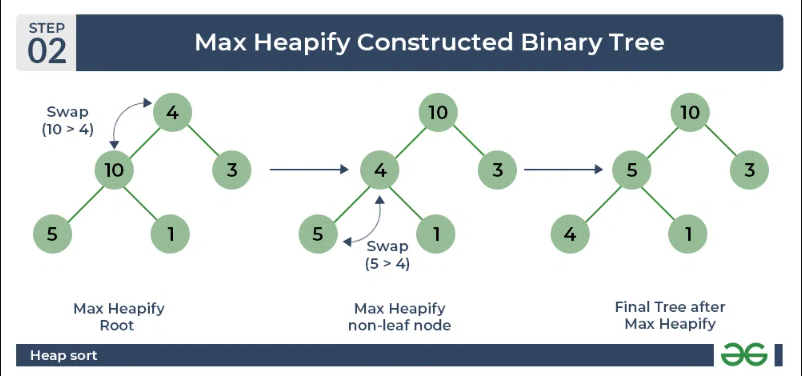 STEP
02
Max Heapify Constructed Binary Tree
Swap
(10 > 4)
4
10
3
5
1
10
4
3
5
1
Swap
(5 > 4)
10
5
3
4
1
Max Heapify
Root
Max Heapify
non-leaf node
Final Tree after
Max Heapify
Heap sort